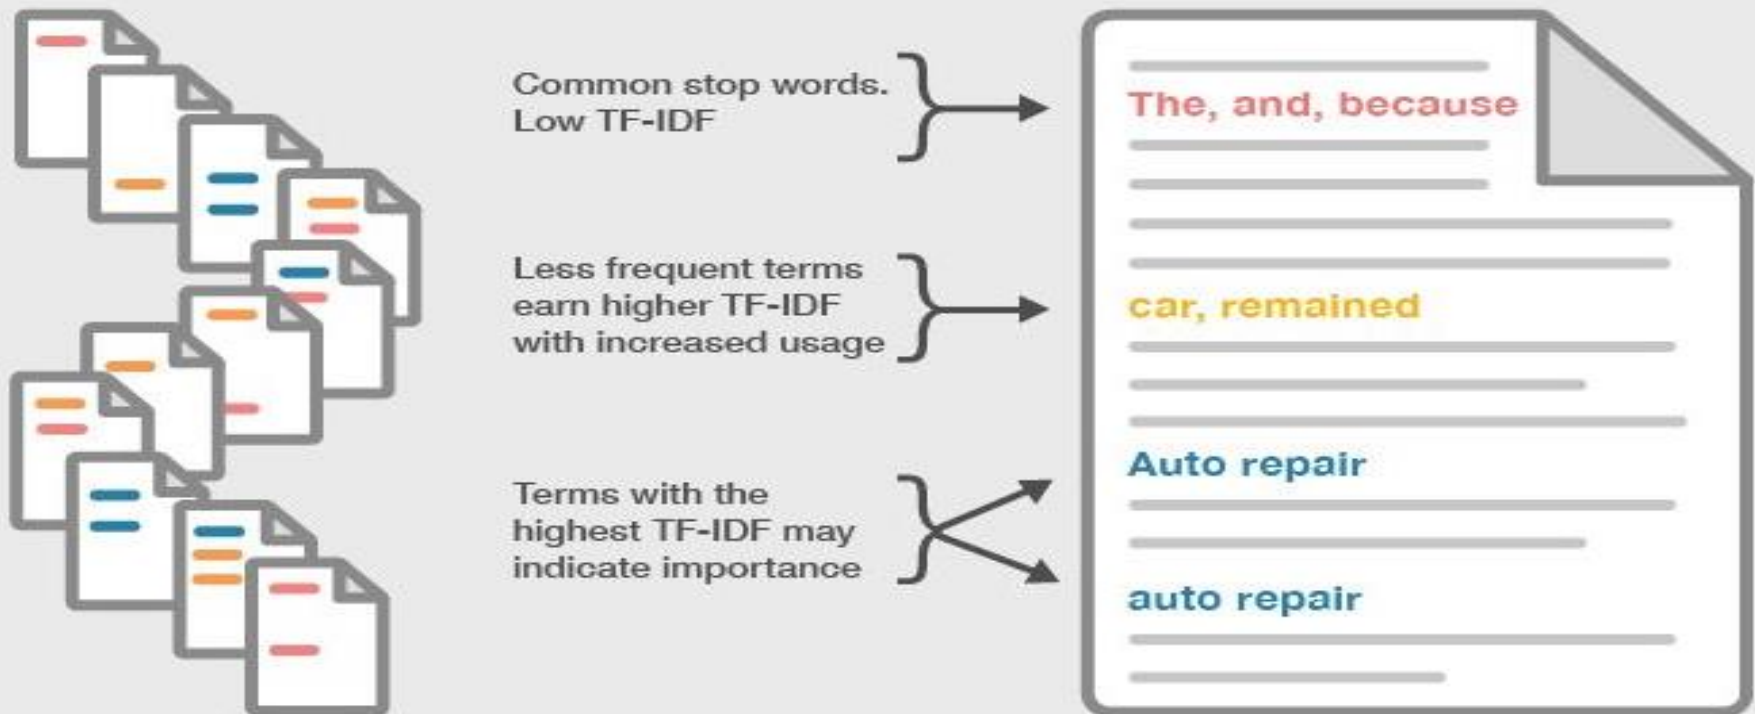 Common stop words.
Low TF-IDF
The, and, because
Less frequent terms
earn higher TF-IDF
with increased usage
car, remained
Terms with the
highest TF-IDF may
indicate importance
Auto repair
auto repair